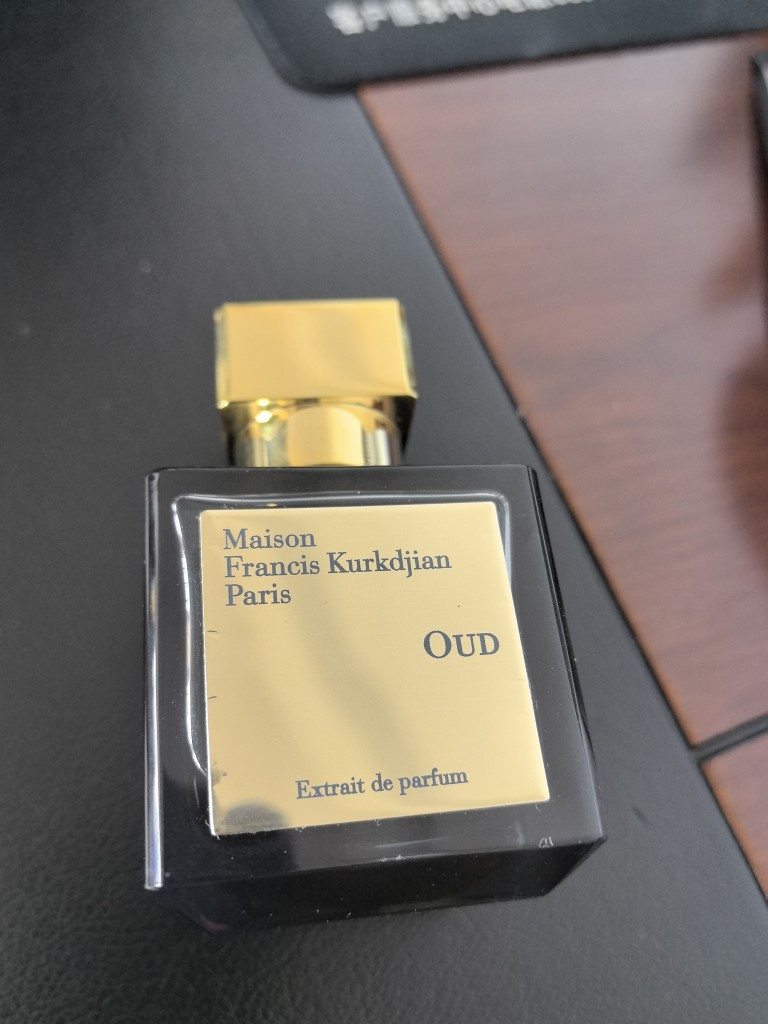 Maison
Francis Kurkdjian
Paris
OUD
Extrait de parfum